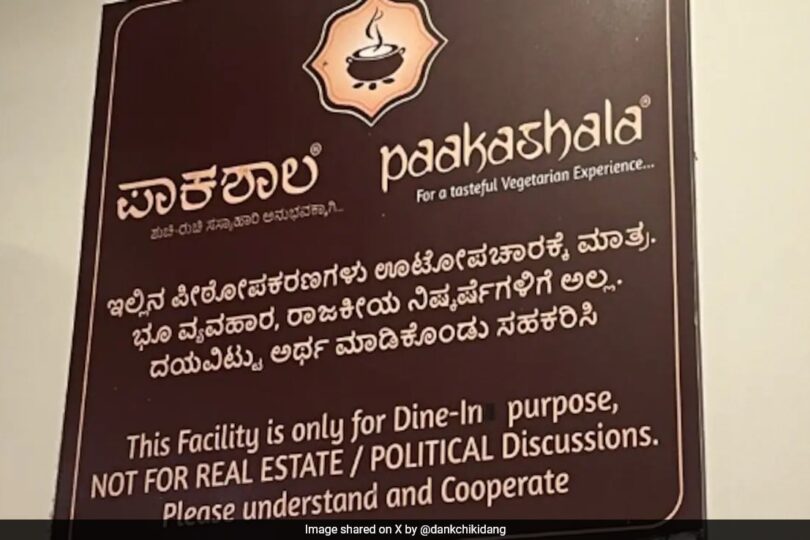 ಪಾಕಶಾಲ®
ಶುಚಿ-ರುಚಿ ಸಸ್ಯಾಹಾರಿ ಅನುಭವಕ್ಕಾಗಿ...
paakashala®
For a tasteful Vegetarian Experience...
ಇಲ್ಲಿನ ಪೀಠೋಪಕರಣಗಳು ಊಟೋಪಚಾರಕ್ಕೆ ಮಾತ್ರ.
ಭೂ ವ್ಯವಹಾರ, ರಾಜಕೀಯ ನಿಷ್ಕರ್ಷೆಗಳಿಗೆ ಅಲ್ಲ.
ದಯವಿಟ್ಟು ಅರ್ಥ ಮಾಡಿಕೊಂಡು ಸಹಕರಿಸಿ
This Facility is only for Dine-In purpose,
NOT FOR REAL ESTATE / POLITICAL Discussions.
Please understand and Cooperate
Image shared on X by @dankchikidang